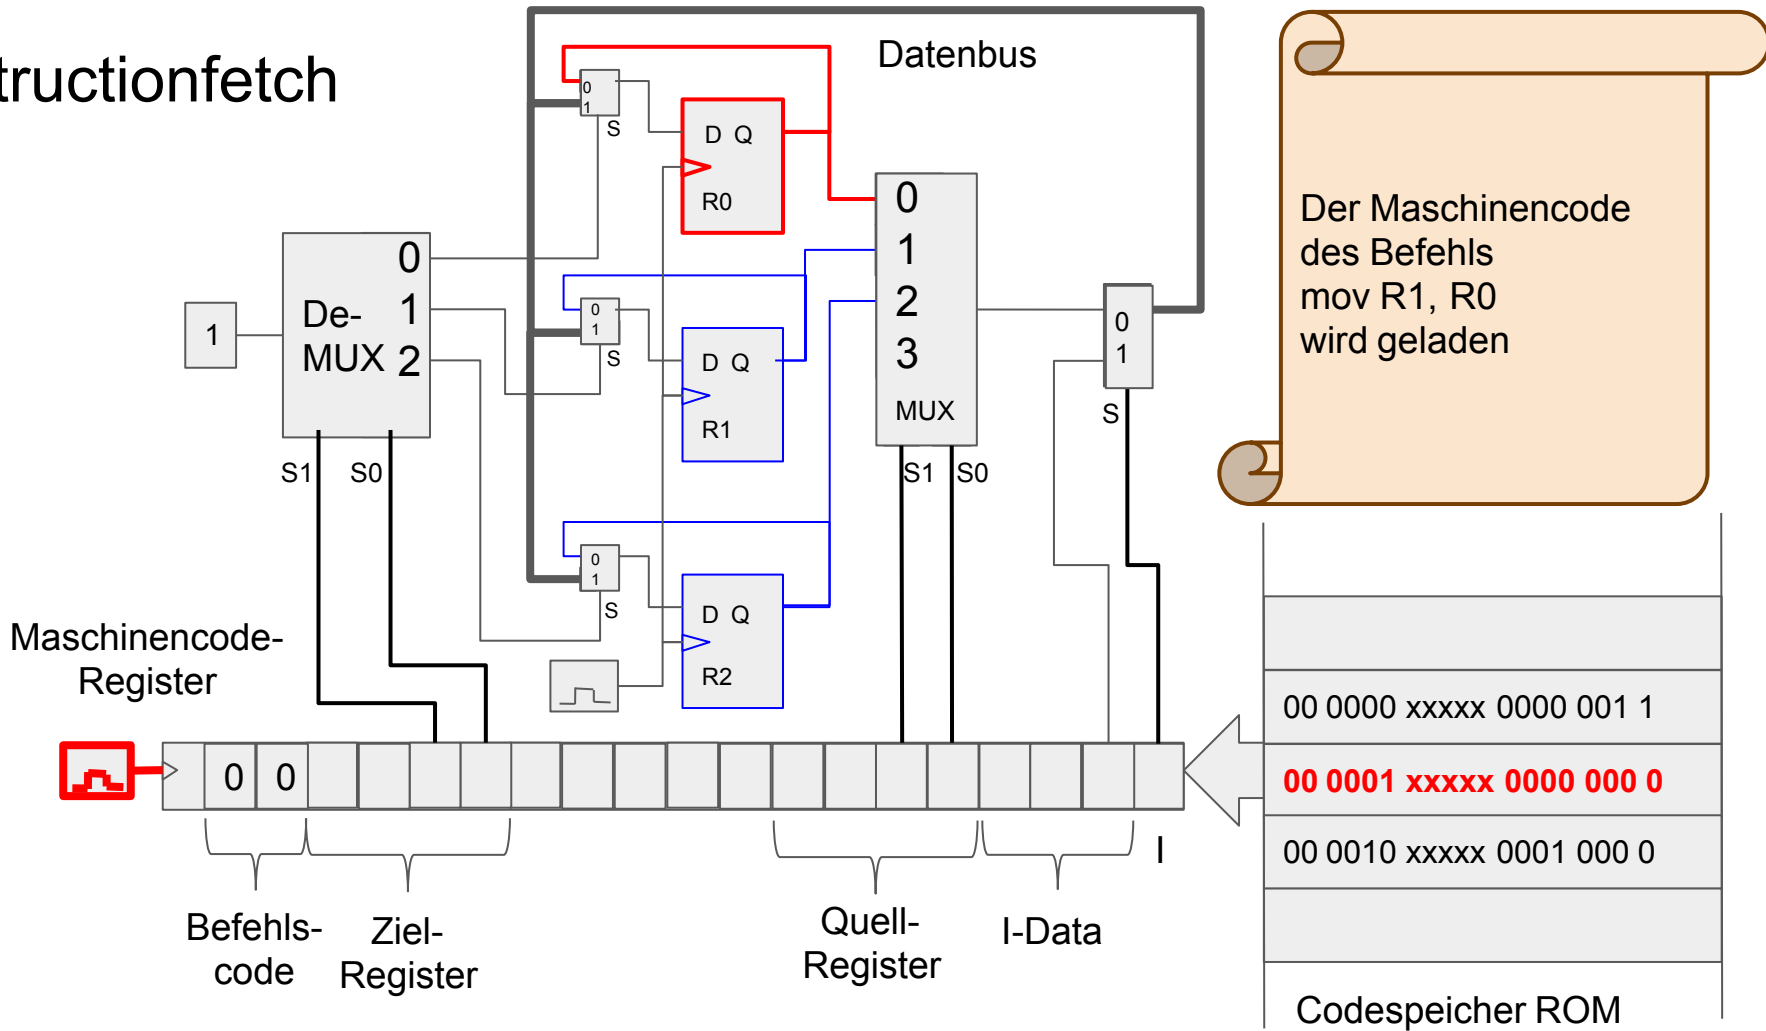 tructionfetch
Datenbus
0
1
S
D Q
R0
De-
MUX
0
1
2
1
S1
S0
0
1
S
D Q
R1
0
1
S
D Q
R2
0
1
2
3
MUX
S1
S0
0
1
S
Der Maschinencode
des Befehls
mov R1, R0
wird geladen
Maschinencode-
Register
0 0
Befehls-
code
Ziel-
Register
Quell-
Register
I-Data
I
00 0000 xxxxx 0000 001 1
00 0001 xxxxx 0000 000 0
00 0010 xxxxx 0001 000 0
Codespeicher ROM